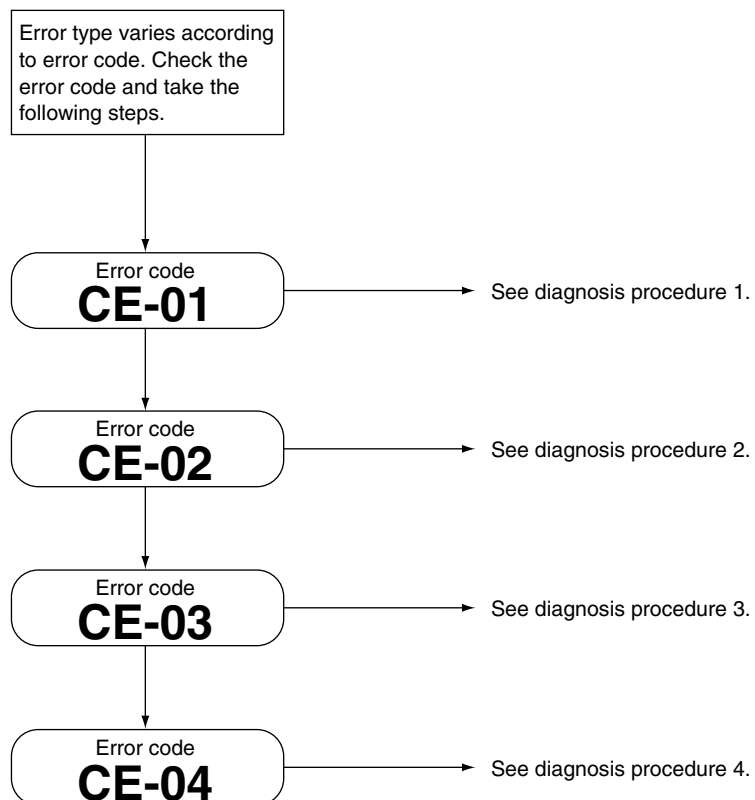 Error type varies according
to error code. Check the
error code and take the
following steps.
Error code
CE-01
See diagnosis procedure 1.
Error code
CE-02
See diagnosis procedure 2.
Error code
CE-03
See diagnosis procedure 3.
Error code
CE-04
See diagnosis procedure 4.